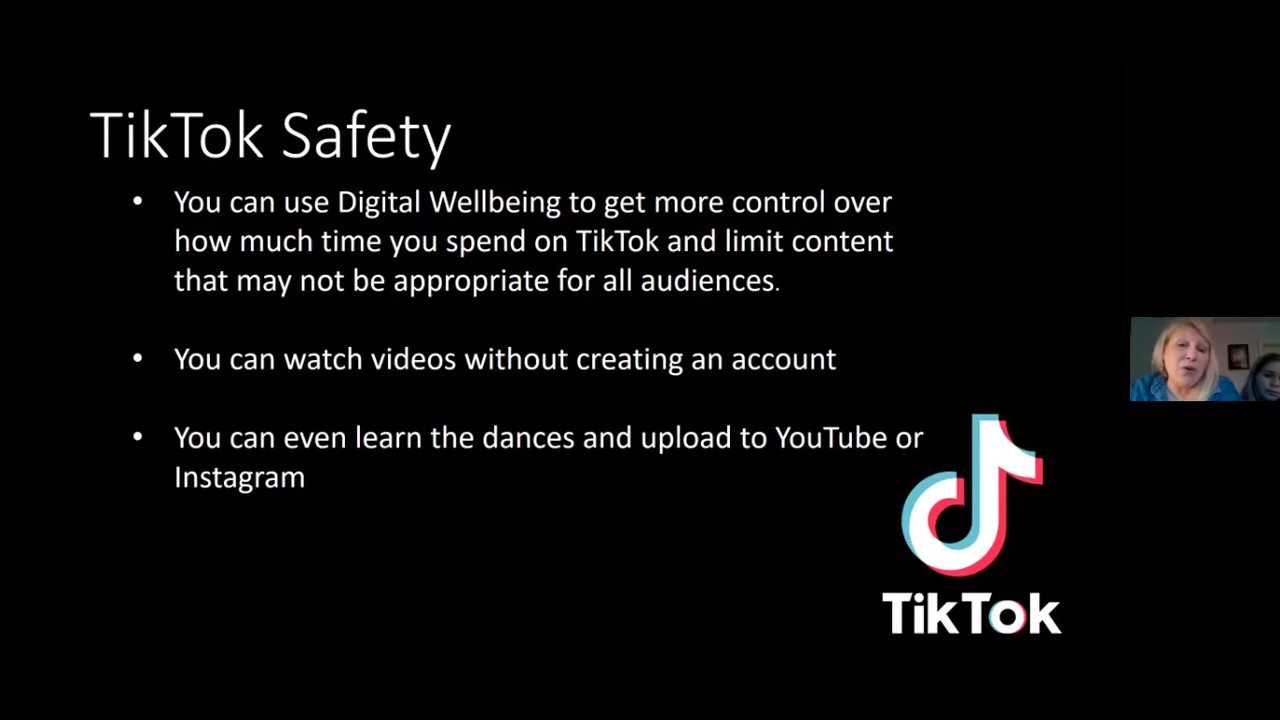 TikTok Safety
• You can use Digital Wellbeing to get more control over
how much time you spend on TikTok and limit content
that may not be appropriate for all audiences.
• You can watch videos without creating an account
• You can even learn the dances and upload to YouTube or
Instagram
TikTok